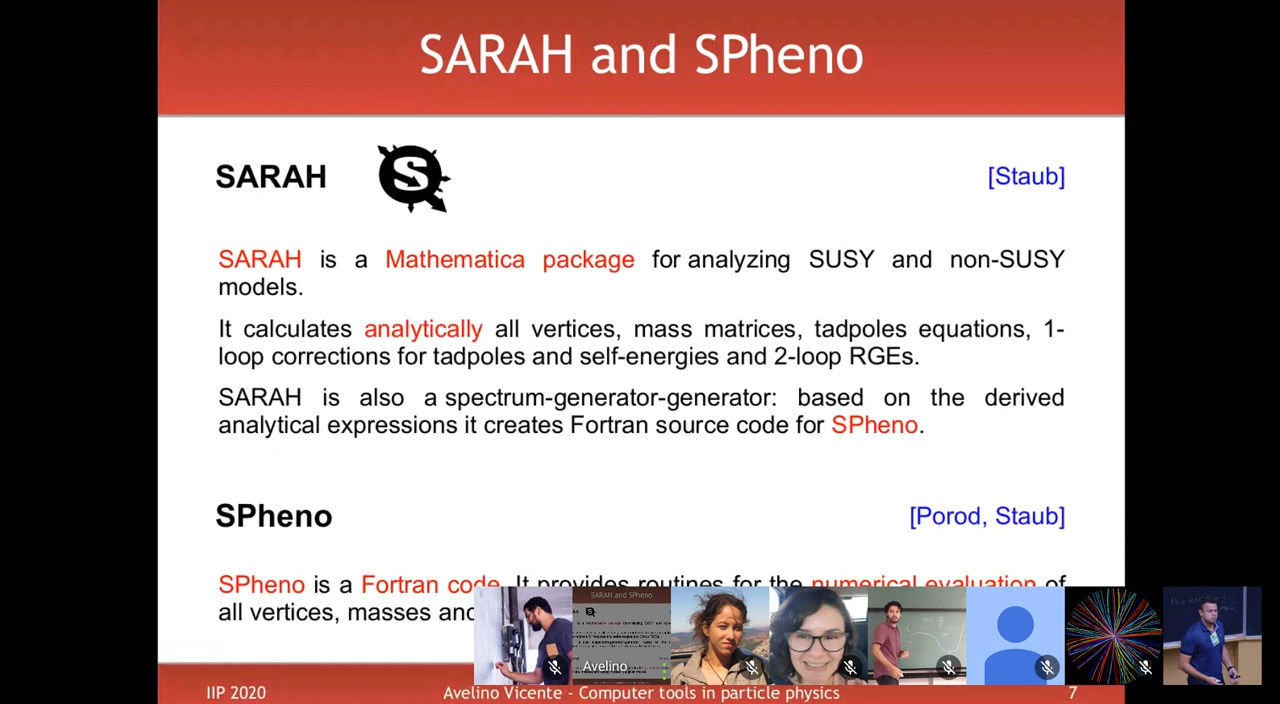 SARAH and SPheno
SARAH
S
[Staub]
SARAH is a Mathematica package for analyzing SUSY and non-SUSY
models.
It calculates analytically all vertices, mass matrices, tadpoles equations, 1-
loop corrections for tadpoles and self-energies and 2-loop RGEs.
SARAH is also a spectrum-generator-generator: based on the derived
analytical expressions it creates Fortran source code for SPheno.
SPheno
[Porod, Staub]
SPheno is a Fortran code. It provides routines for the numerical evaluation of
all vertices, masses and
SARAH and SPheno
Avelino
IIP 2020
Avelino Vicente - Computer tools in particle physics
7